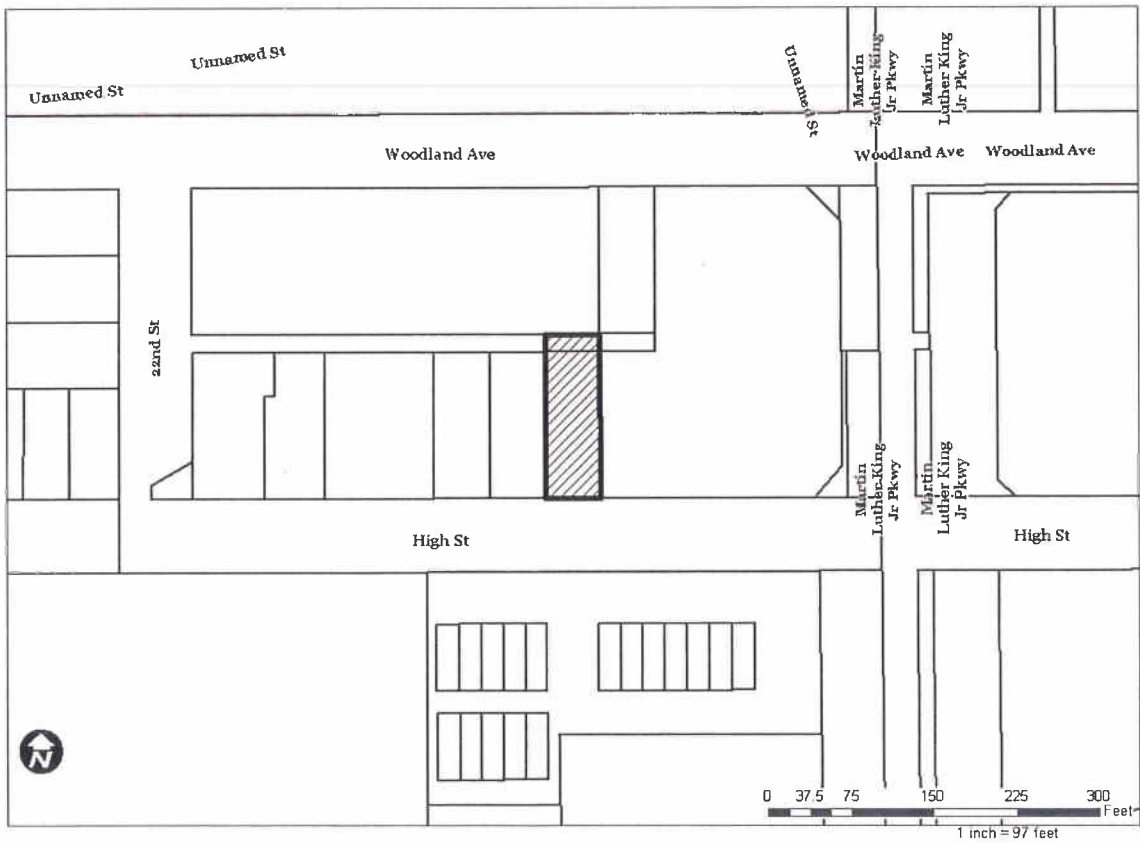 Unnamed St
Unnamed St
Unnamed St
Martin
Luther King
Jr Pkwy
Martin
Luther King
Jr Pkwy
Woodland Ave
Woodland Ave
Woodland Ave
22nd St
Martin
Luther King
Jr Pkwy
Martin
Luther King
Jr Pkwy
High St
High St
N
0 37.5 75 150 225 300
Feet
1 inch = 97 feet